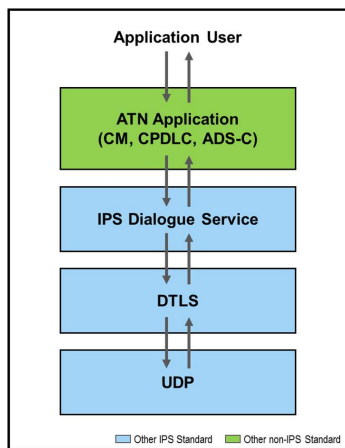 Application User
ATN Application
(CM, CPDLC, ADS-C)
IPS Dialogue Service
DTLS
UDP
Other IPS Standard Other non-IPS Standard